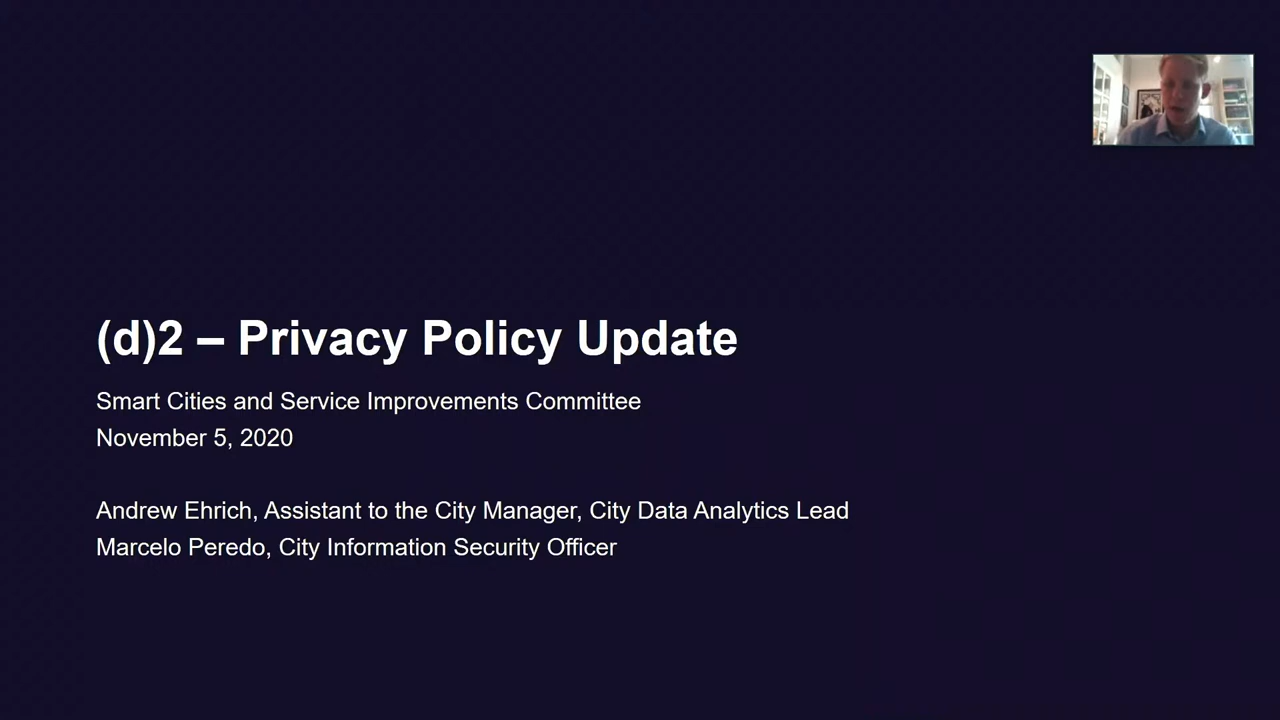 (d)2 – Privacy Policy Update
Smart Cities and Service Improvements Committee
November 5, 2020
Andrew Ehrich, Assistant to the City Manager, City Data Analytics Lead
Marcelo Peredo, City Information Security Officer